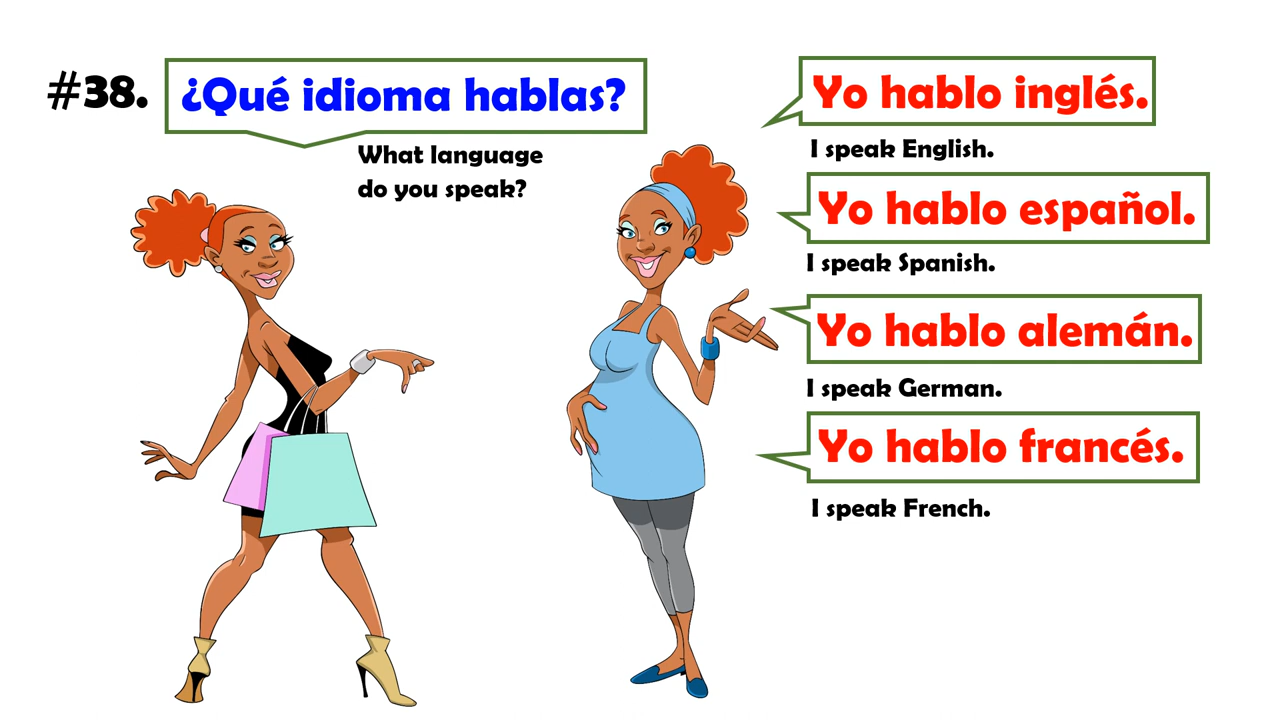 #38.
¿Qué idioma hablas?
What language
do you speak?
Yo hablo inglés.
I speak English.
Yo hablo español.
I speak Spanish.
Yo hablo alemán.
I speak German.
Yo hablo francés.
I speak French.